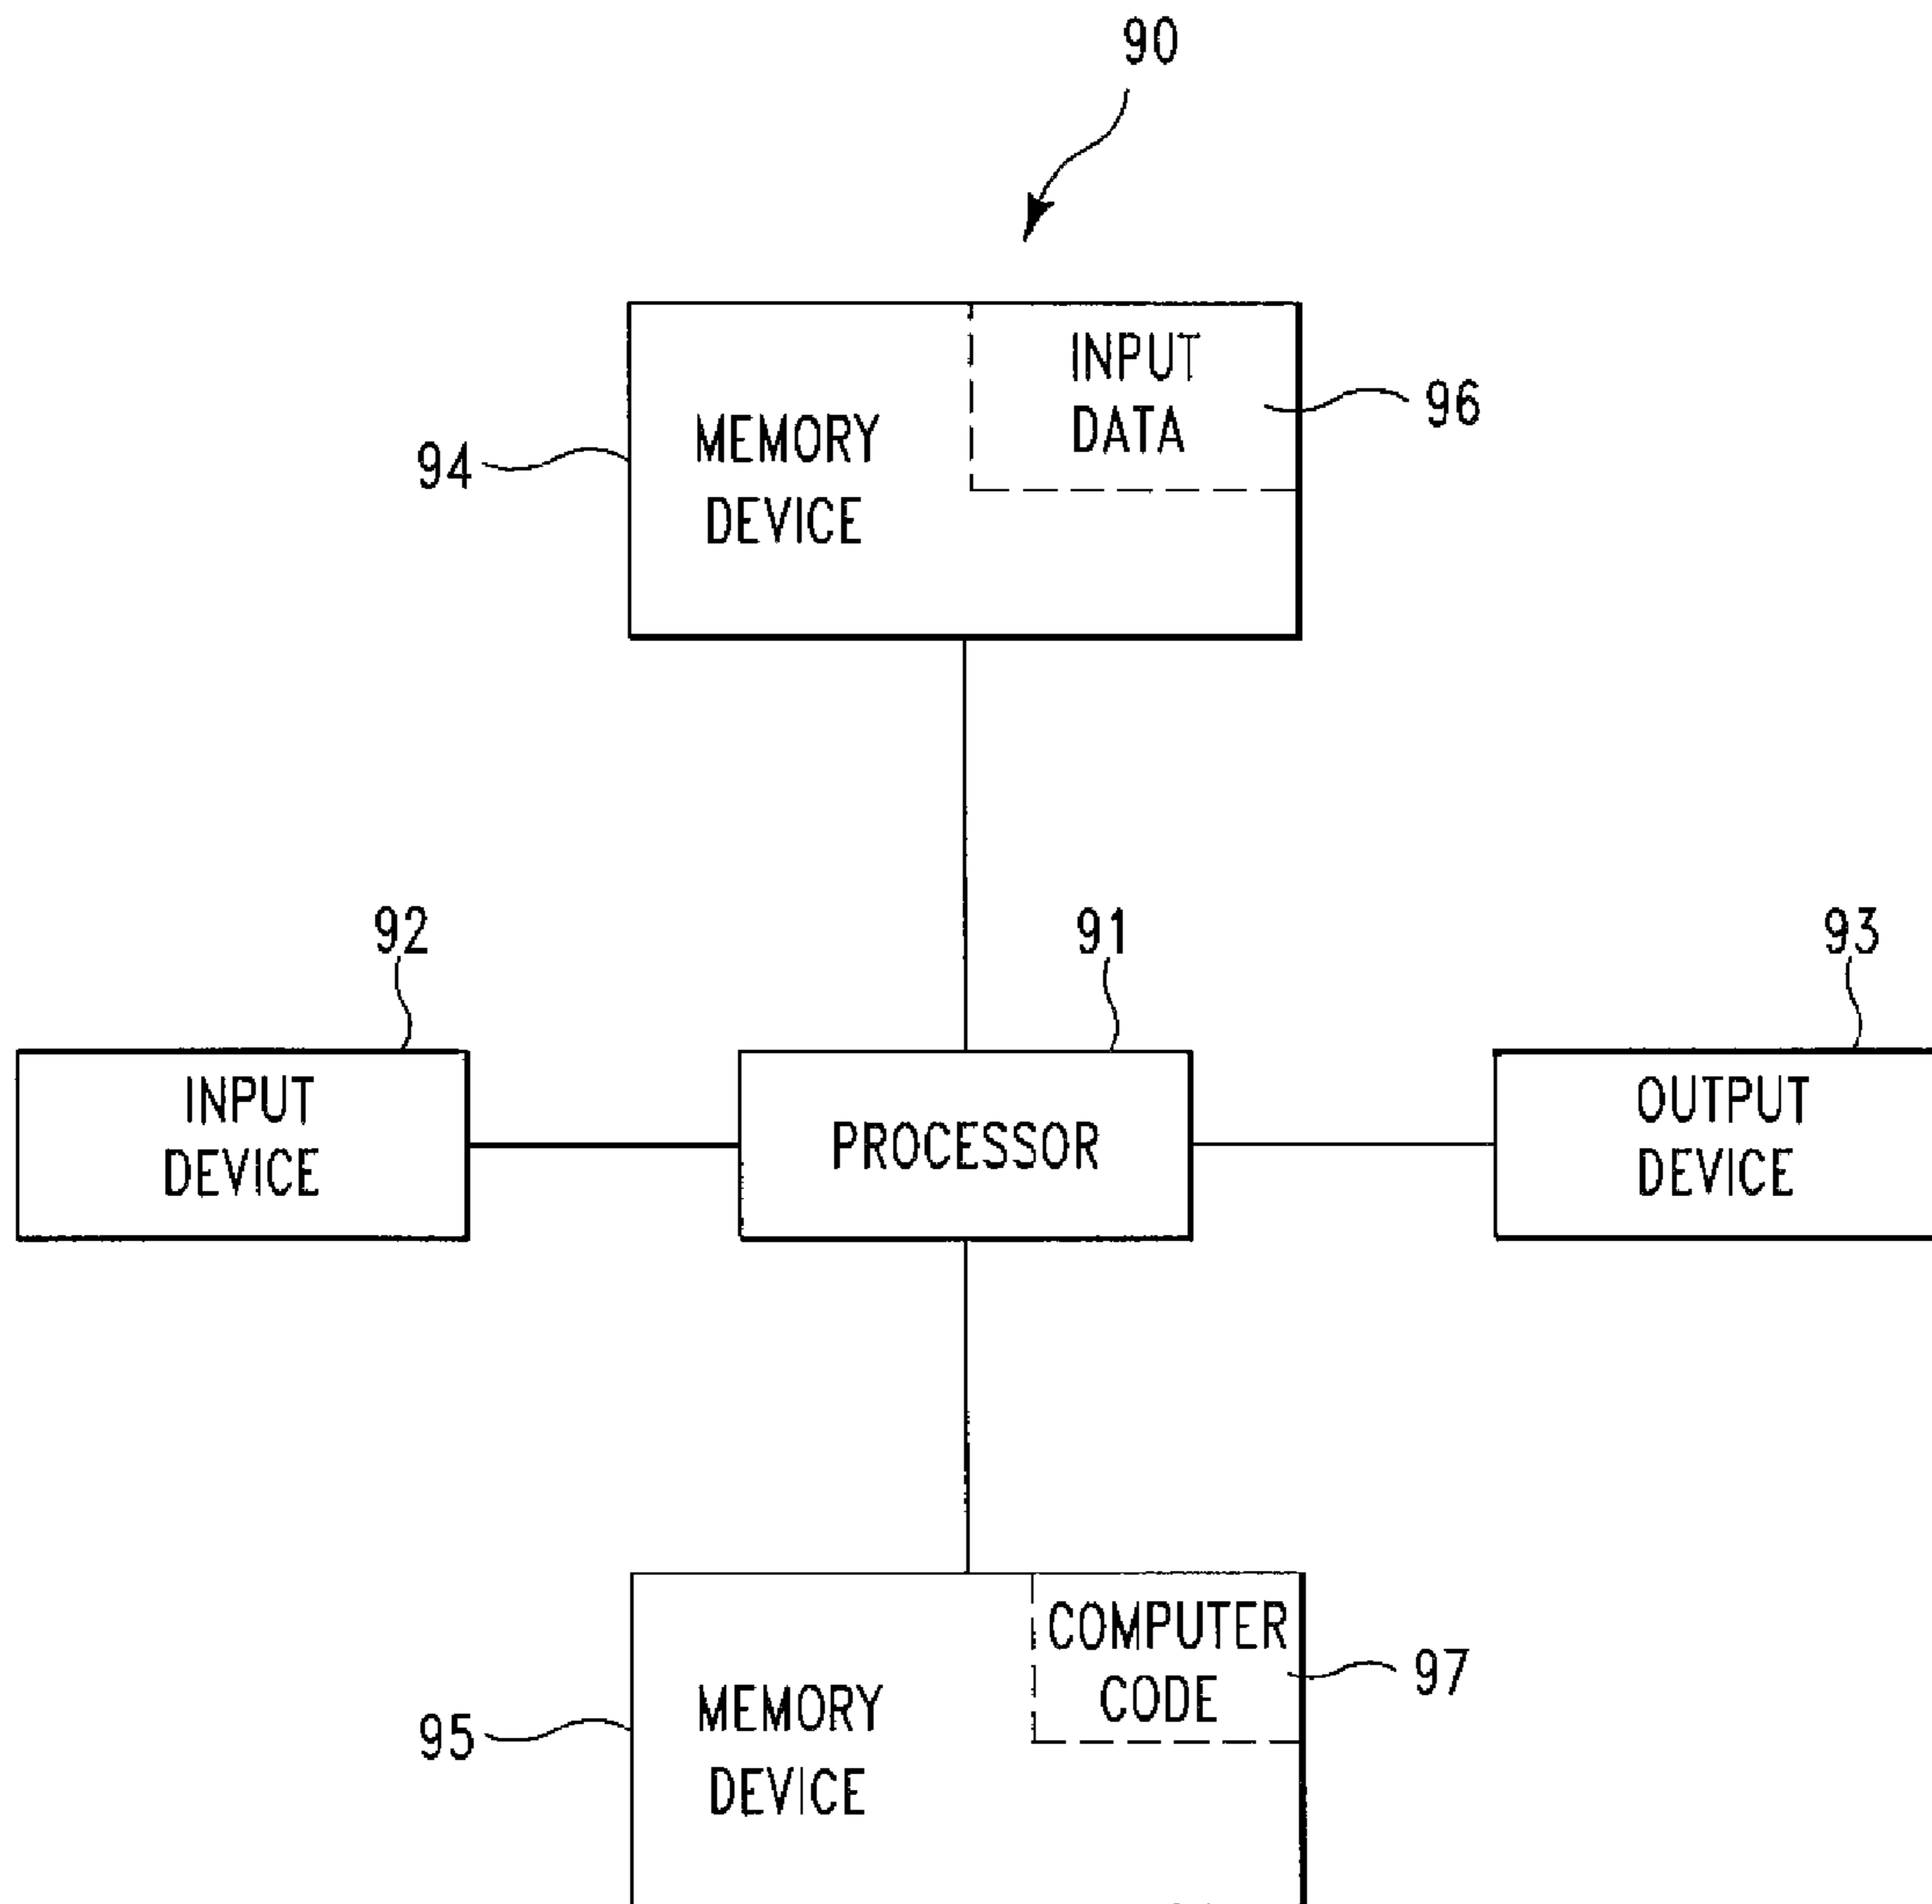 90
INPUT
DATA
96
94
MEMORY
DEVICE
92
91
93
INPUT
DEVICE
PROCESSOR
OUTPUT
DEVICE
COMPUTER
CODE
97
95
MEMORY
DEVICE